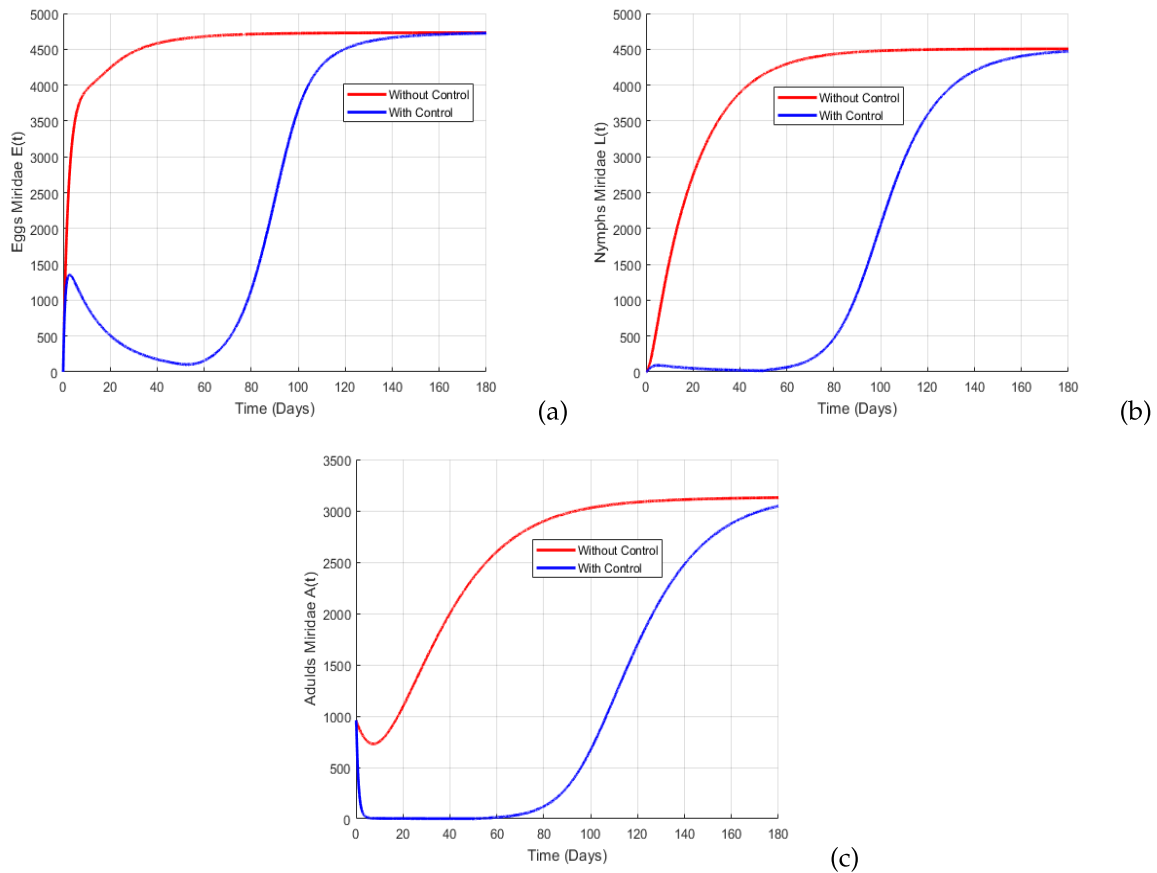 5000
4500
4000
3500
3000
2500
2000
1500
1000
500
0
Eggs Miridae E(t)
Without Control
With Control
0 20 40 60 80 100 120 140 160 180
Time (Days)
(a)
5000
4500
4000
3500
3000
2500
2000
1500
1000
500
0
Nymphs Miridae L(t)
Without Control
With Control
0 20 40 60 80 100 120 140 160 180
Time (Days)
(b)
3500
3000
2500
2000
1500
1000
500
0
Adulds Miridae A(t)
Without Control
With Control
0 20 40 60 80 100 120 140 160 180
Time (Days)
(c)